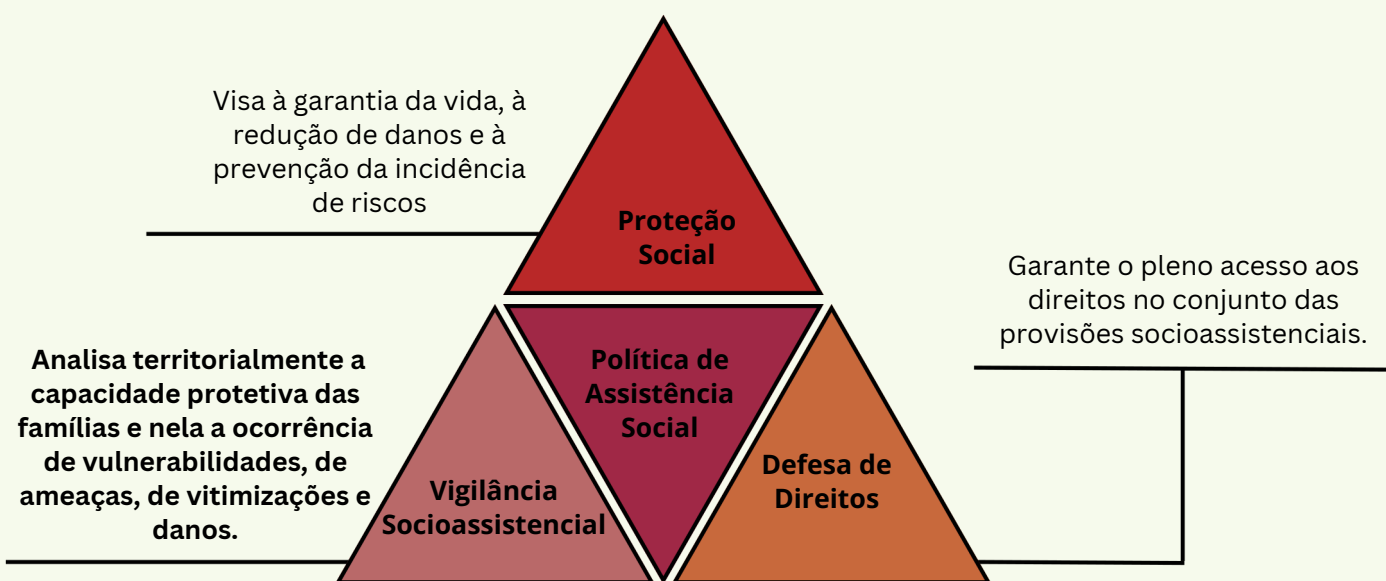 Visa à garantia da vida, à
redução de danos e à
prevenção da incidência
de riscos
Proteção
Social
Garante o pleno acesso aos
direitos no conjunto das
provisões socioassistenciais.
Analisa territorialmente a
capacidade protetiva das
famílias e nela a ocorrência
de vulnerabilidades, de
ameaças, de vitimizações e
danos.
Política de
Assistência
Social
Vigilância
Socioassistencial
Defesa de
Direitos